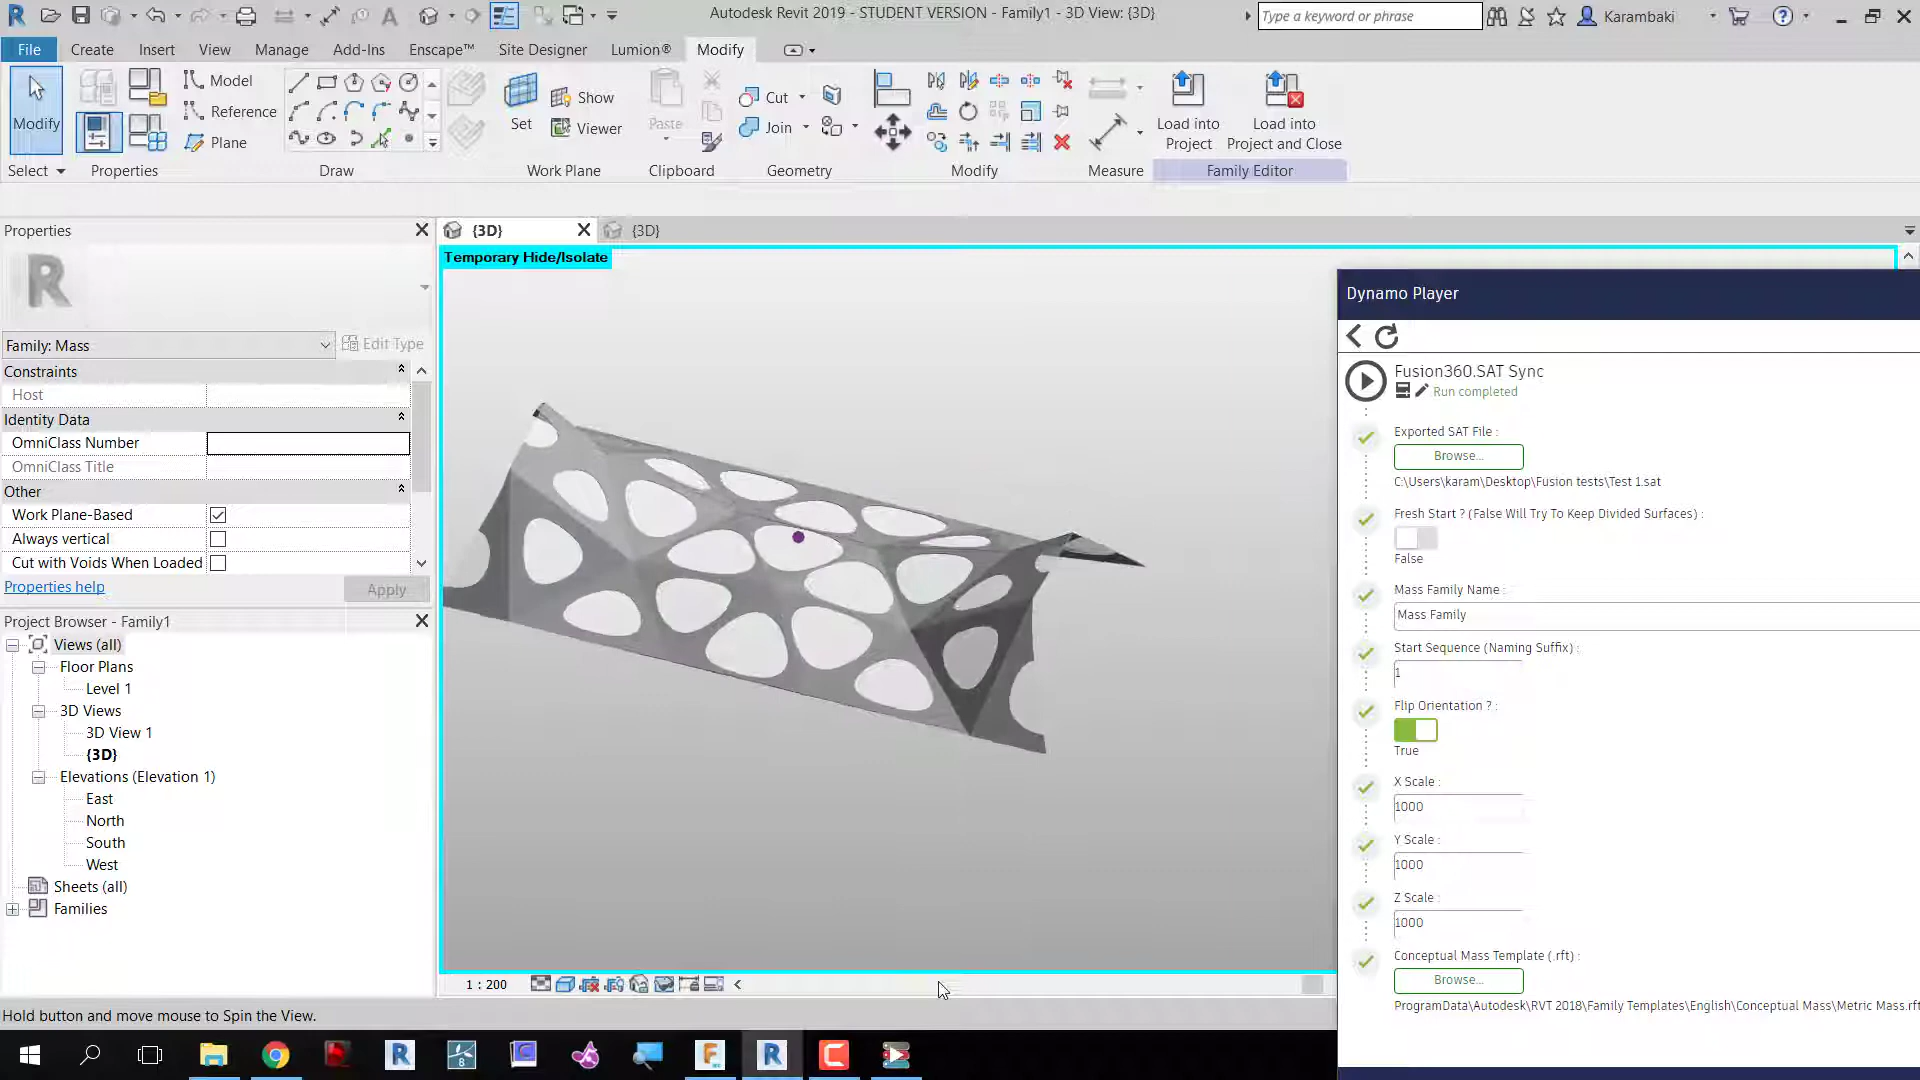 Autodesk Revit 2019 - STUDENT VERSION - Family1 - 3D View: {3D}
Type a keyword or phrase
Karambaki
File Create Insert View Manage Add-Ins Enscape™ Site Designer Lumion® Modify
Modify
Model
Reference
Plane
Set
Show
Viewer
Paste
Cut
Join
Load into
Project
Load into
Project and Close
Select Properties Draw Work Plane Clipboard Geometry Modify Measure Family Editor
Properties
{3D}
{3D}
Temporary Hide/Isolate
Family: Mass
Edit Type
Constraints
Host
Identity Data
OmniClass Number
OmniClass Title
Other
Work Plane-Based
Always vertical
Cut with Voids When Loaded
Properties help
Apply
Project Browser - Family1
Views (all)
Floor Plans
Level 1
3D Views
3D View 1
{3D}
Elevations (Elevation 1)
East
North
South
West
Sheets (all)
Families
Dynamo Player
Fusion360.SAT Sync
Run completed
Exported SAT File :
Browse...
C:\Users\karam\Desktop\Fusion tests\Test 1.sat
Fresh Start ? (False Will Try To Keep Divided Surfaces) :
False
Mass Family Name :
Mass Family
Start Sequence (Naming Suffix) :
1
Flip Orientation ? :
True
X Scale :
1000
Y Scale :
1000
Z Scale :
1000
Conceptual Mass Template (.rft) :
Browse...
ProgramData\Autodesk\RVT 2018\Family Templates\English\Conceptual Mass\Metric Mass.rft
1 : 200
Hold button and move mouse to Spin the View.